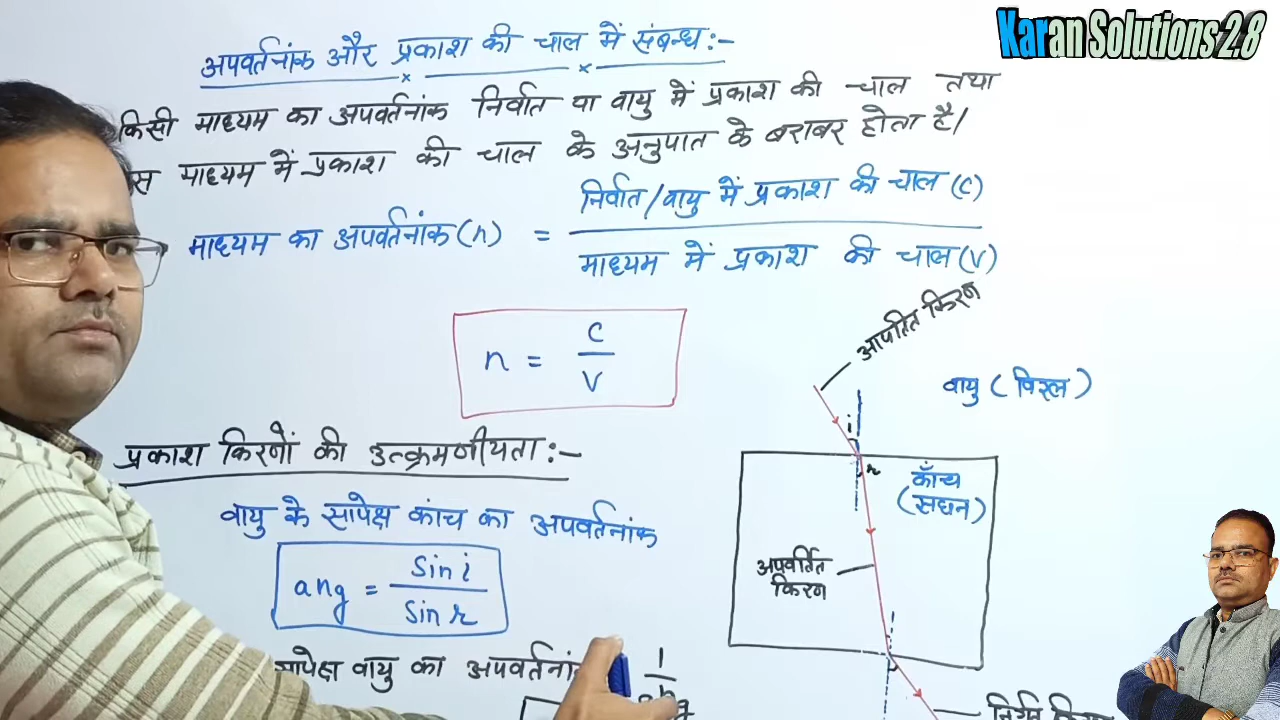 Karan Solutions 2.8
अपवर्तनांक और प्रकाश की चाल में संबन्ध:-
किसी माध्यम का अपवर्तनांक निर्वात या वायु में प्रकाश की चाल तथा
माध्यम में प्रकाश की चाल के अनुपात के बराबर होता है।
माध्यम का अपवर्तनांक (n) = निर्वात/वायु में प्रकाश की चाल (c)
माध्यम में प्रकाश की चाल (v)
n = c
v
आपतित किरण
वायु (विरल)
i
r
काँच
(सघन)
प्रकाश किरणों की उत्क्रमणीयता:-
वायु के सापेक्ष कांच का अपवर्तनांक
ang = Sin i
Sin r
अपवर्तित
किरण
सापेक्ष वायु का
1